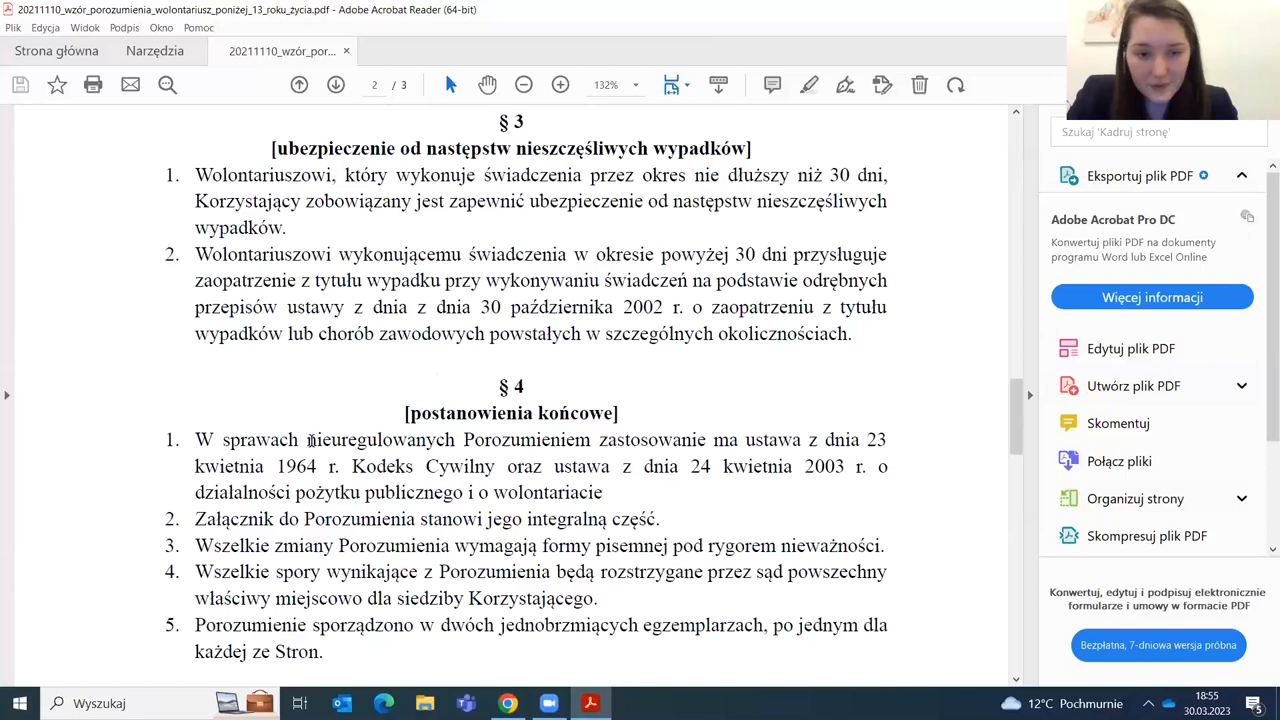 20211110_wzór_porozumienia_wolontariusz_poniżej_13_roku_życia.pdf - Adobe Acrobat Reader (64-bit)
Plik Edycja Widok Podpis Okno Pomoc
Strona główna Narzędzia 20211110_wzór_por... ×
2 / 3 132%
Szukaj 'Kadruj stronę'
§ 3
[ubezpieczenie od następstw nieszczęśliwych wypadków]
1. Wolontariuszowi, który wykonuje świadczenia przez okres nie dłuższy niż 30 dni,
Korzystający zobowiązany jest zapewnić ubezpieczenie od następstw nieszczęśliwych
wypadków.
2. Wolontariuszowi wykonującemu świadczenia w okresie powyżej 30 dni przysługuje
zaopatrzenie z tytułu wypadku przy wykonywaniu świadczeń na podstawie odrębnych
przepisów ustawy z dnia z dnia 30 października 2002 r. o zaopatrzeniu z tytułu
wypadków lub chorób zawodowych powstałych w szczególnych okolicznościach.
§ 4
[postanowienia końcowe]
1. W sprawach nieuregulowanych Porozumieniem zastosowanie ma ustawa z dnia 23
kwietnia 1964 r. Kodeks Cywilny oraz ustawa z dnia 24 kwietnia 2003 r. o
działalności pożytku publicznego i o wolontariacie
2. Załącznik do Porozumienia stanowi jego integralną część.
3. Wszelkie zmiany Porozumienia wymagają formy pisemnej pod rygorem nieważności.
4. Wszelkie spory wynikające z Porozumienia będą rozstrzygane przez sąd powszechny
właściwy miejscowo dla siedziby Korzystającego.
5. Porozumienie sporządzono w dwóch jednobrzmiących egzemplarzach, po jednym dla
każdej ze Stron.
Eksportuj plik PDF
Adobe Acrobat Pro DC
Konwertuj pliki PDF na dokumenty
programu Word lub Excel Online
Więcej informacji
Edytuj plik PDF
Utwórz plik PDF
Skomentuj
Połącz pliki
Organizuj strony
Skompresuj plik PDF
Konwertuj, edytuj i podpisuj elektronicznie
formularze i umowy w formacie PDF
Bezpłatna, 7-dniowa wersja próbna
Wyszukaj
12°C Pochmurnie
18:55
30.03.2023
5